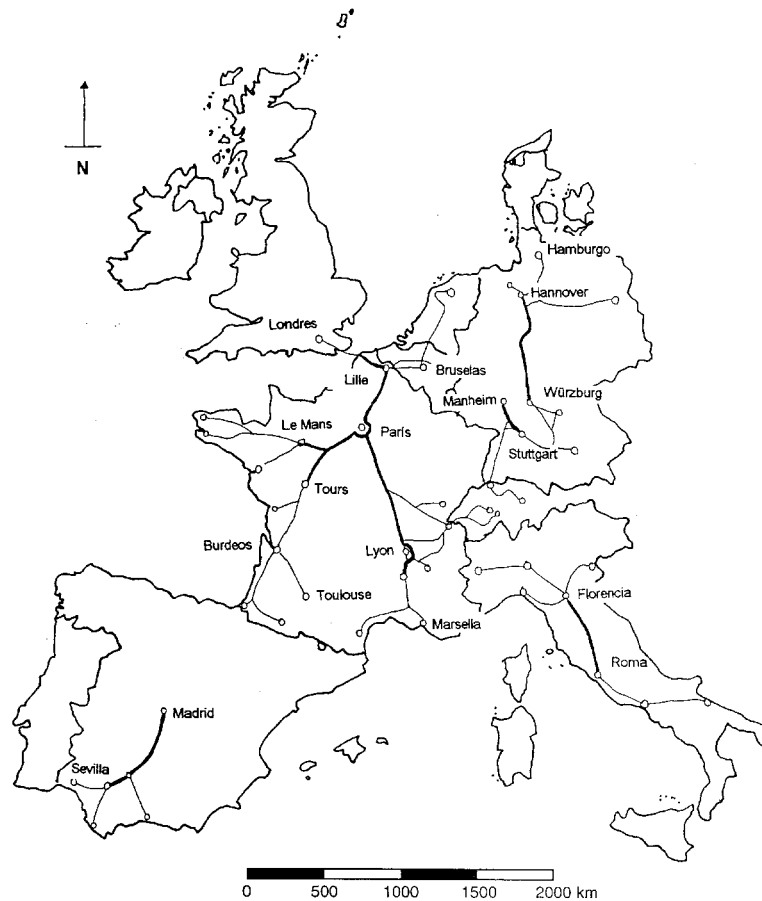 N
Hamburgo
Hannover
Londres
Lille
Bruselas
Manheim
Würzburg
Le Mans
París
Stuttgart
Tours
Burdeos
Lyon
Toulouse
Marsella
Florencia
Roma
Madrid
Sevilla
0 500 1000 1500 2000 km